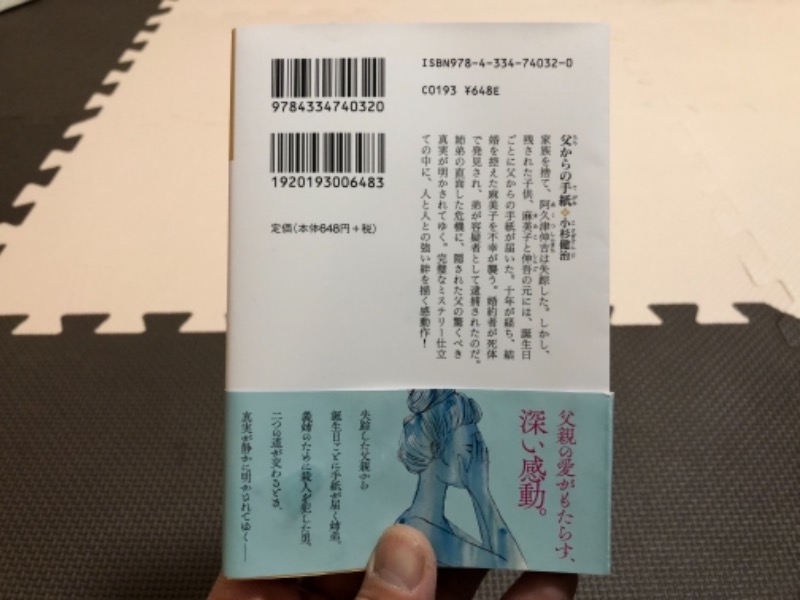 9784334740320
1920193006483
定価(本体648円+税)
ISBN978-4-334-74032-0
C0193 ¥648E
父からの手紙 小杉健治
家族を捨て、阿久津伸吉は失踪した。しかし、
残された子供、麻美子と伸吾の元には、誕生日
ごとに父からの手紙が届いた。十年が経ち、結
婚を控えた麻美子を不幸が襲う。婚約者が死体
で発見され、弟が容疑者として逮捕されたのだ。
姉弟の直面した危機に、隠された父の驚くべき
真実が明かされてゆく。完璧なミステリー仕立
ての中に、人と人との強い絆を描く感動作!
父親の愛がもたらす、
深い感動。
失踪した父親から
誕生日ごとに手紙が届く姉弟。
義姉のために殺人を犯した男。
二つの道が交わるとき、
真実が静かに明かされてゆく──